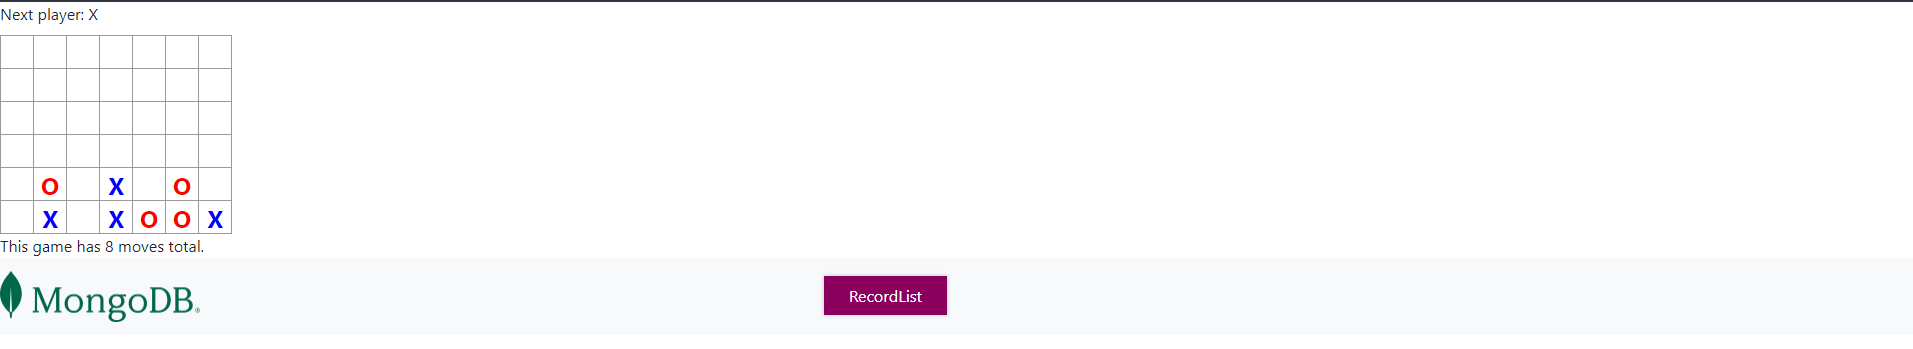 Next player: X
O X O
X X O O X
This game has 8 moves total.
MongoDB®
RecordList